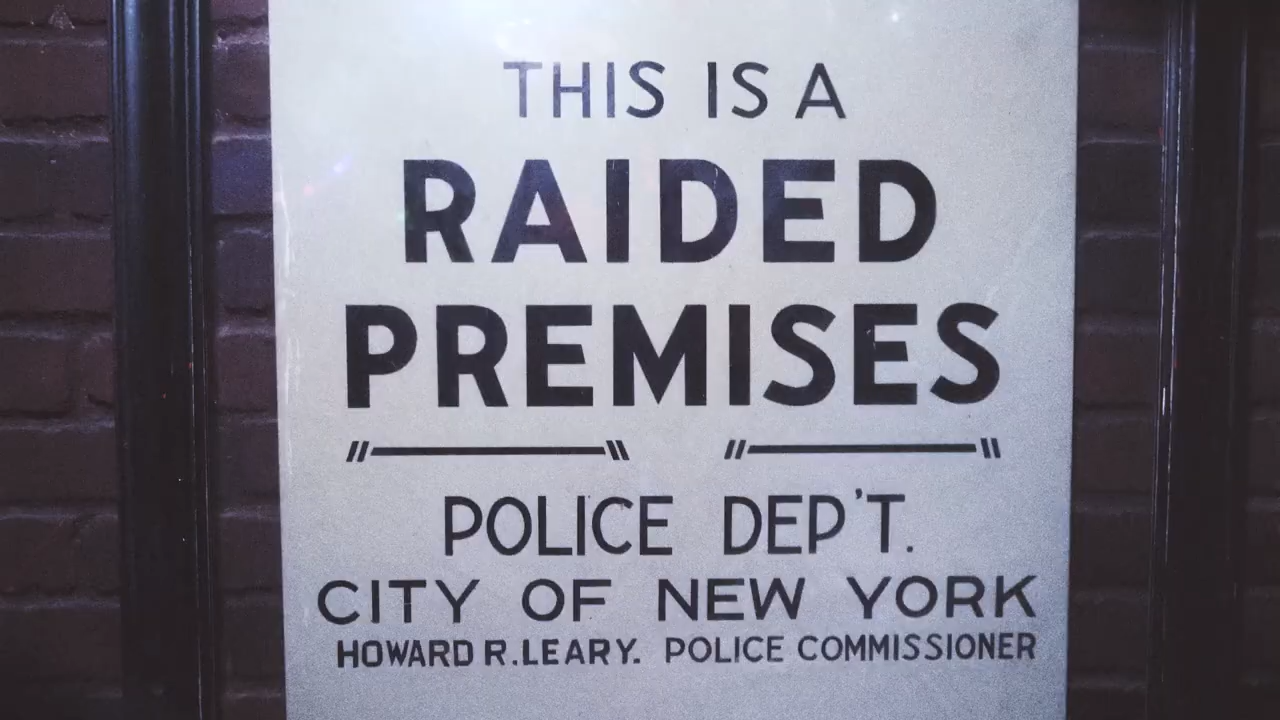 THIS IS A
RAIDED
PREMISES
POLICE DEP'T.
CITY OF NEW YORK
HOWARD R. LEARY. POLICE COMMISSIONER